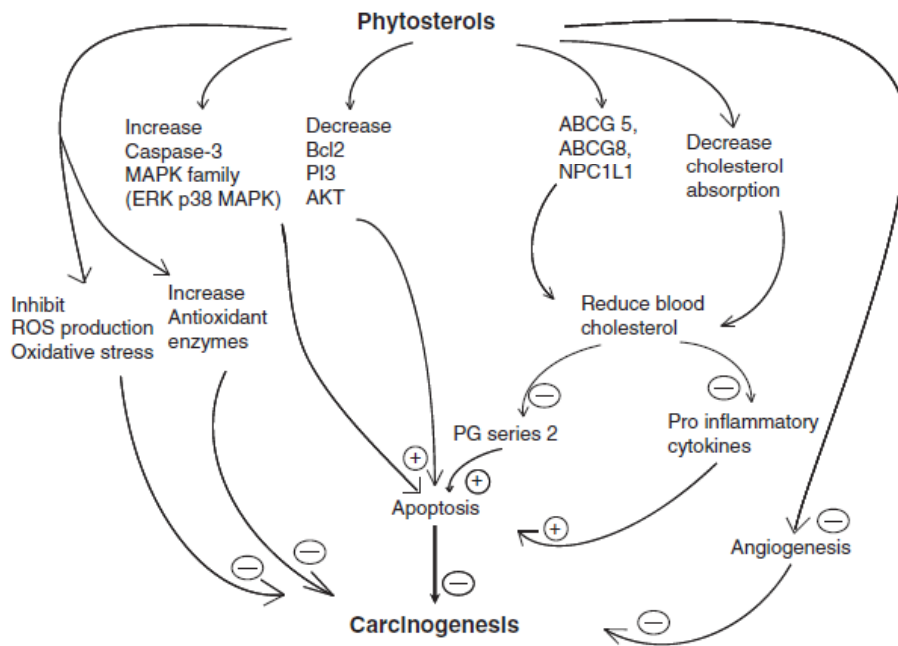 Phytosterols
Increase
Caspase-3
MAPK family
(ERK p38 MAPK)
Decrease
Bcl2
PI3
AKT
ABCG 5,
ABCG8,
NPC1L1
Decrease
cholesterol
absorption
Inhibit
ROS production
Oxidative stress
Increase
Antioxidant
enzymes
Reduce blood
cholesterol
PG series 2
Pro inflammatory
cytokines
Apoptosis
Angiogenesis
Carcinogenesis